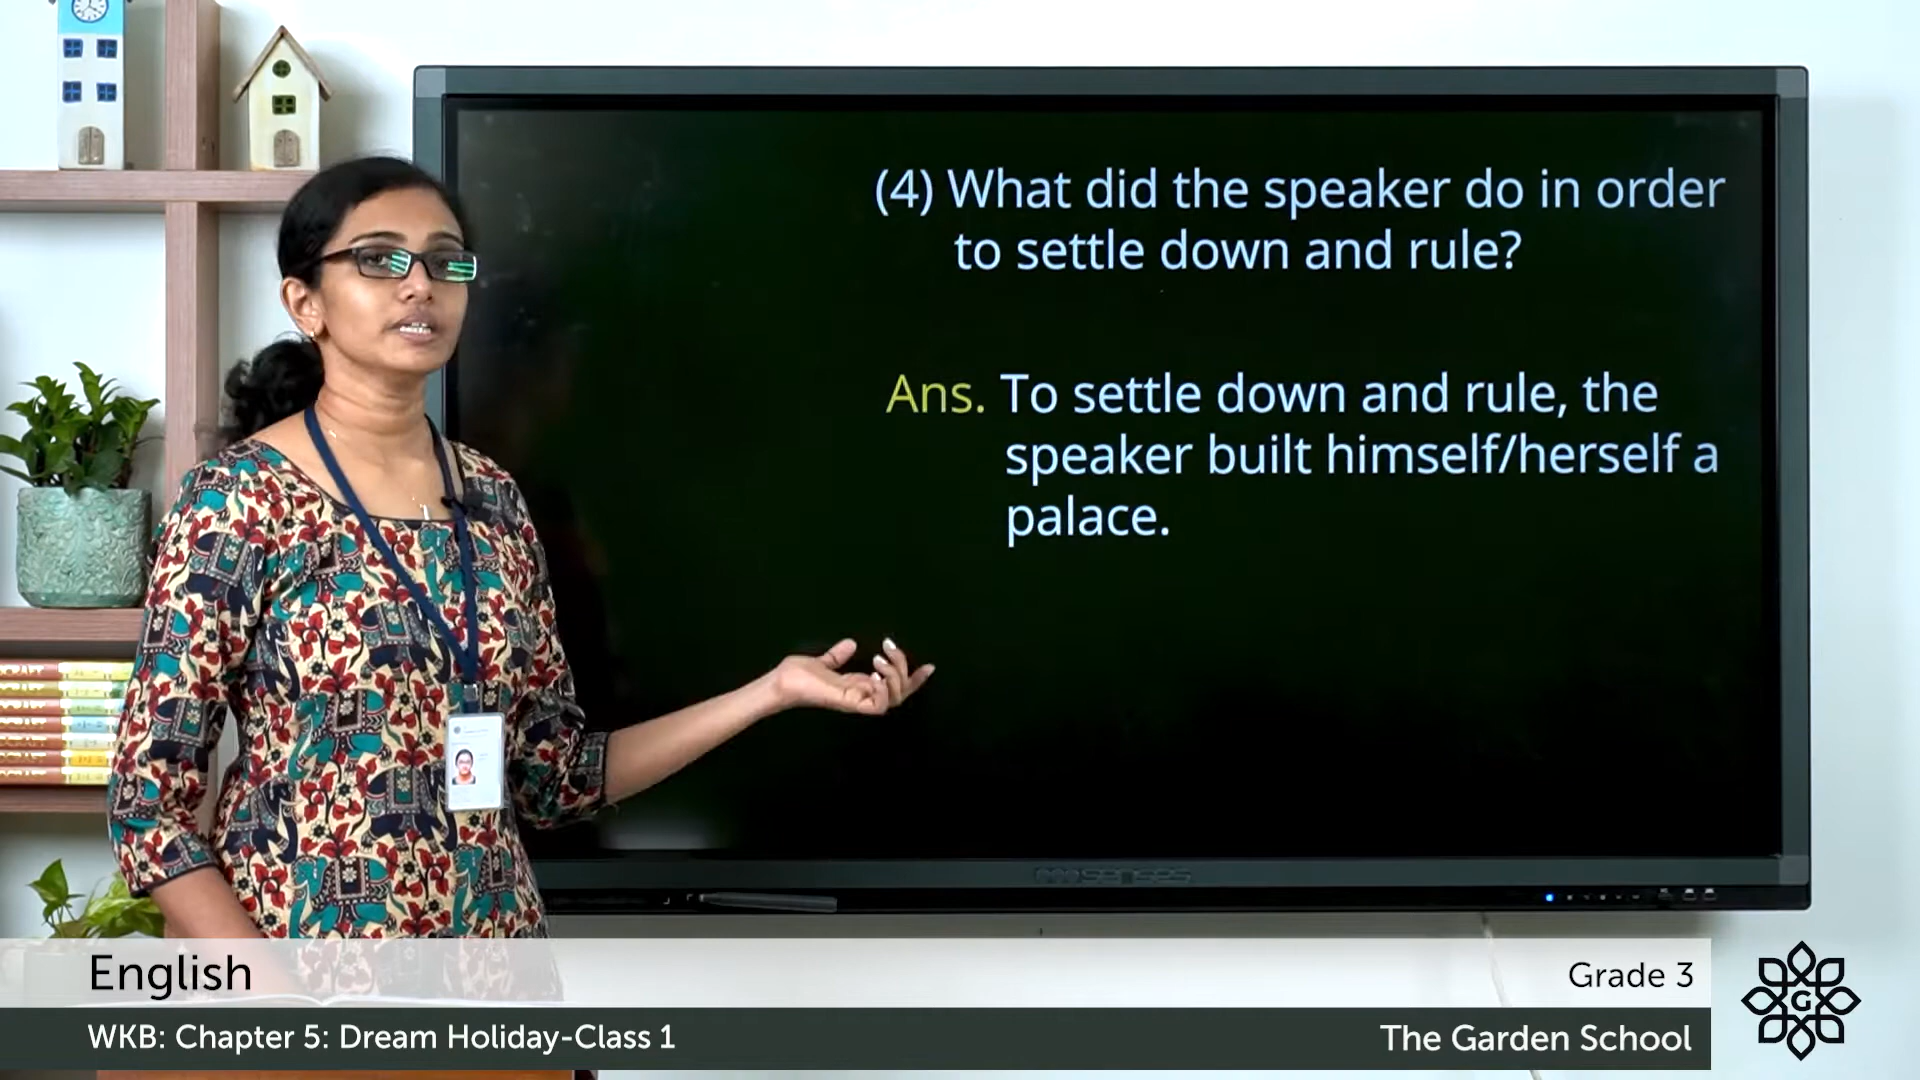 (4) What did the speaker do in order
to settle down and rule?
Ans. To settle down and rule, the
speaker built himself/herself a
palace.
English
Grade 3
WKB: Chapter 5: Dream Holiday-Class 1
The Garden School
G